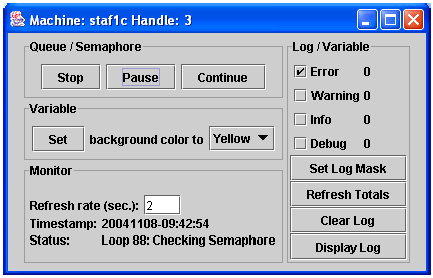 Machine: staf1c Handle: 3
Queue / Semaphore
Stop Pause Continue
Variable
Set background color to Yellow
Monitor
Refresh rate (sec.): 2
Timestamp: 20041108-09:42:54
Status: Loop 88: Checking Semaphore
Log / Variable
Error 0
Warning 0
Info 0
Debug 0
Set Log Mask
Refresh Totals
Clear Log
Display Log